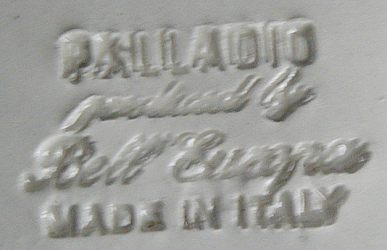 PALLADIO
produced by
Bell'Europa
MADE IN ITALY